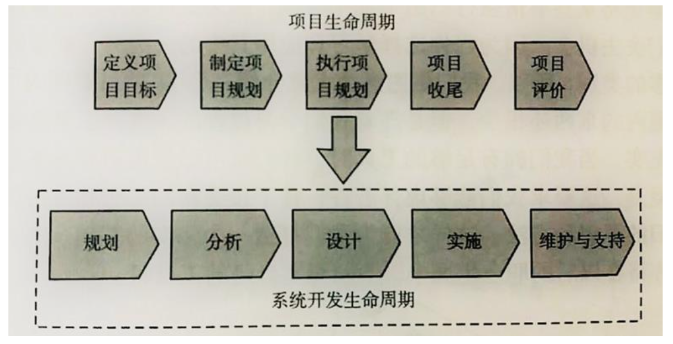 项目生命周期
定义项
目目标
制定项
目规划
执行项
目规划
项目
收尾
项目
评价
规划
分析
设计
实施
维护与支持
系统开发生命周期